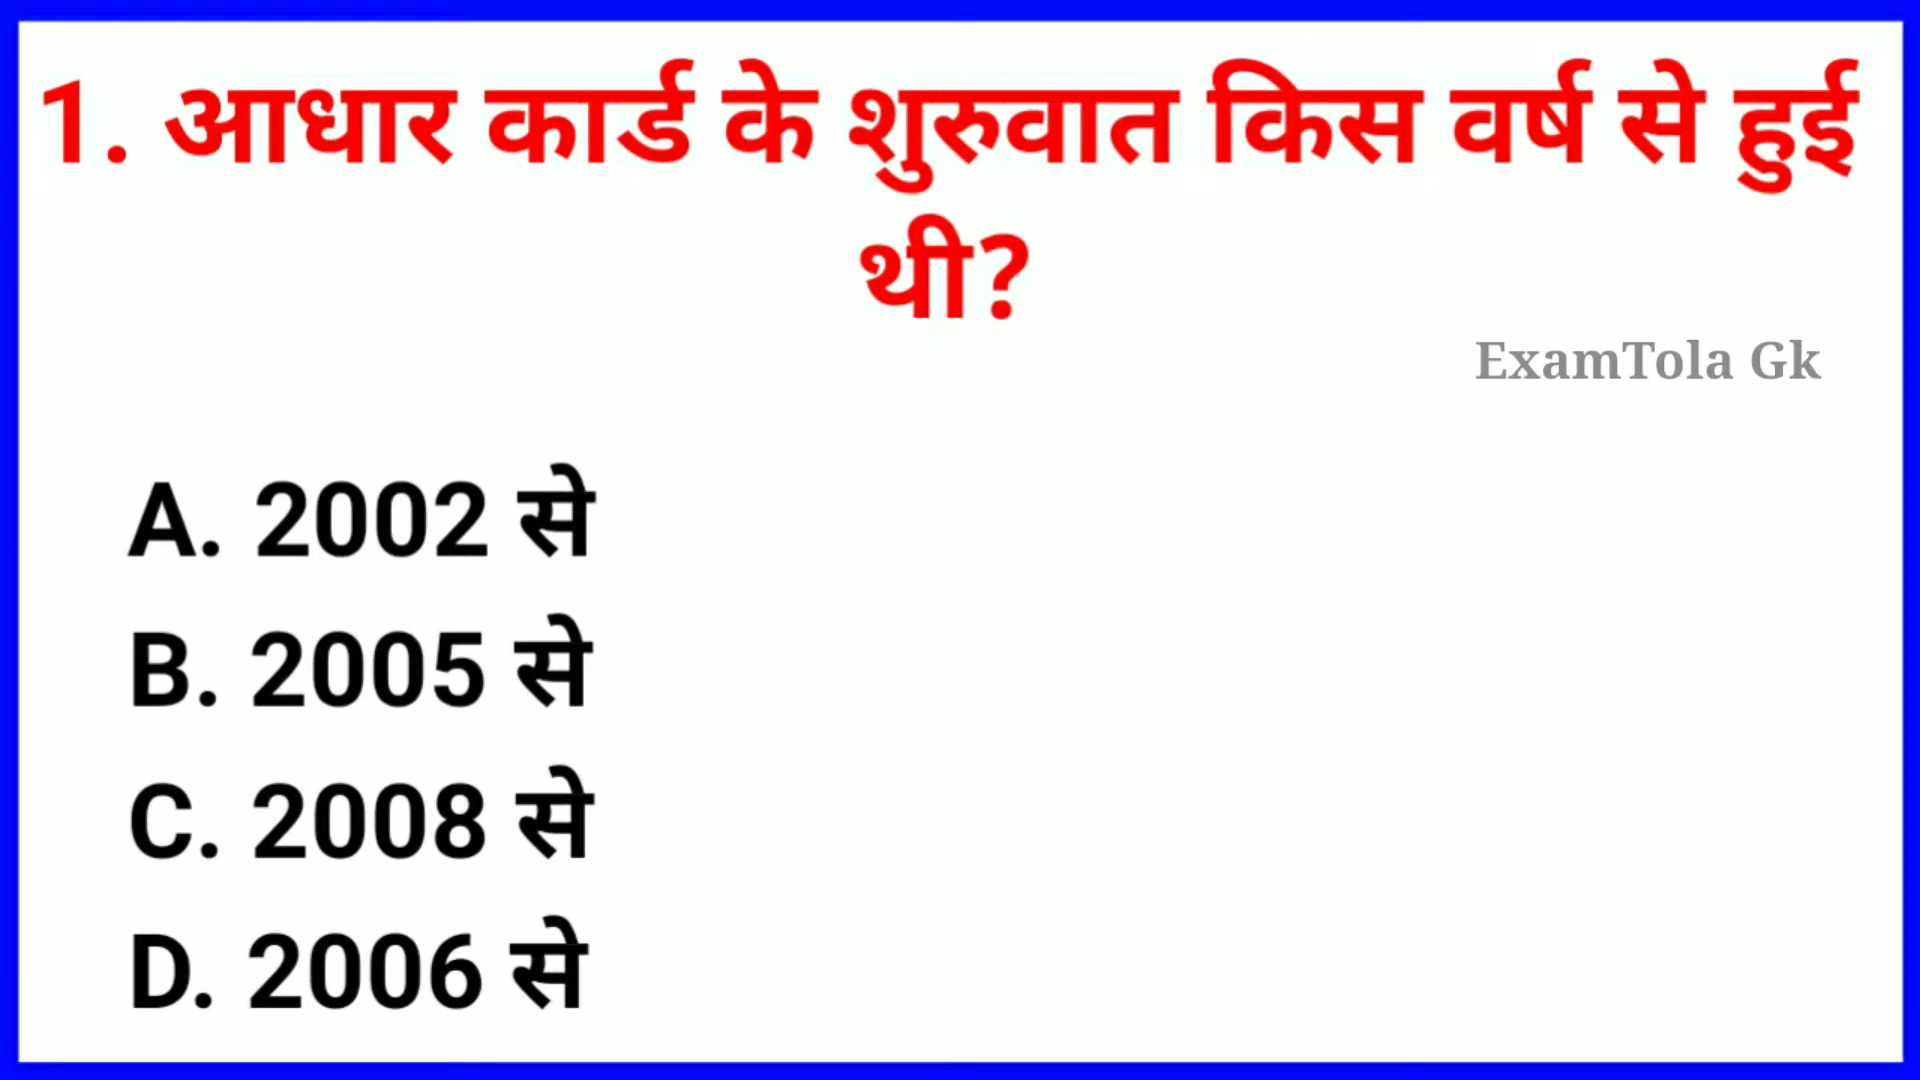 1. आधार कार्ड के शुरुवात किस वर्ष से हुई
थी?
ExamTola Gk
A. 2002 से
B. 2005 से
C. 2008 से
D. 2006 से